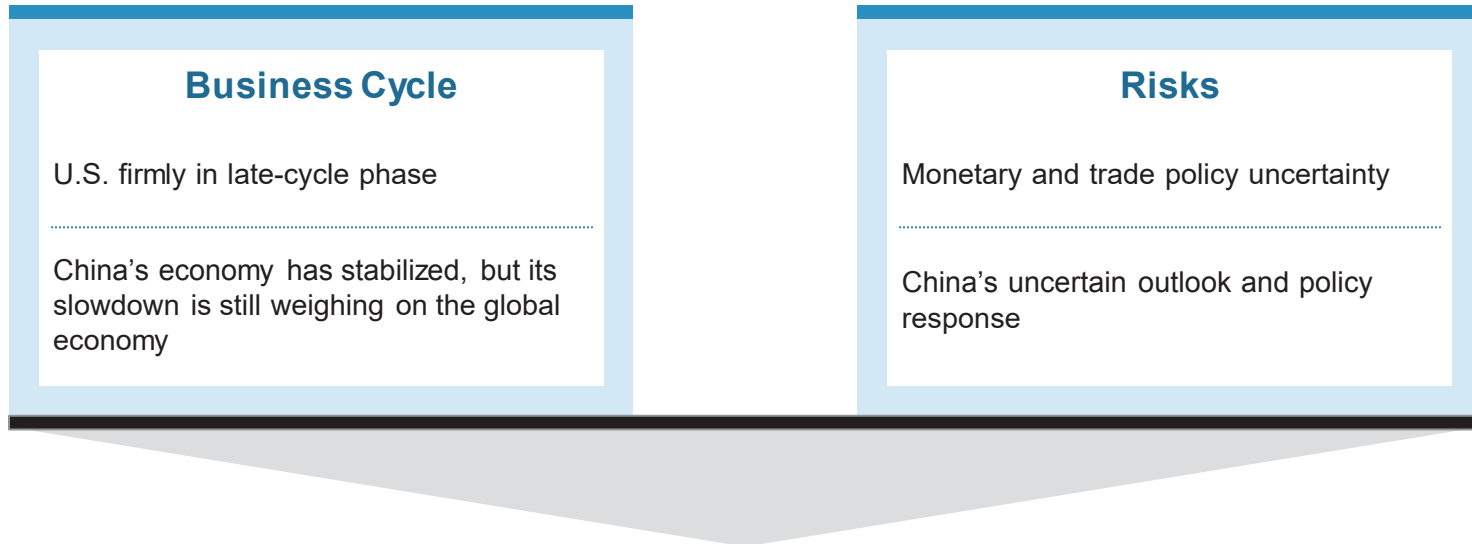 Business Cycle
U.S. firmly in late-cycle phase
China’s economy has stabilized, but its
slowdown is still weighing on the global
economy
Risks
Monetary and trade policy uncertainty
China’s uncertain outlook and policy
response